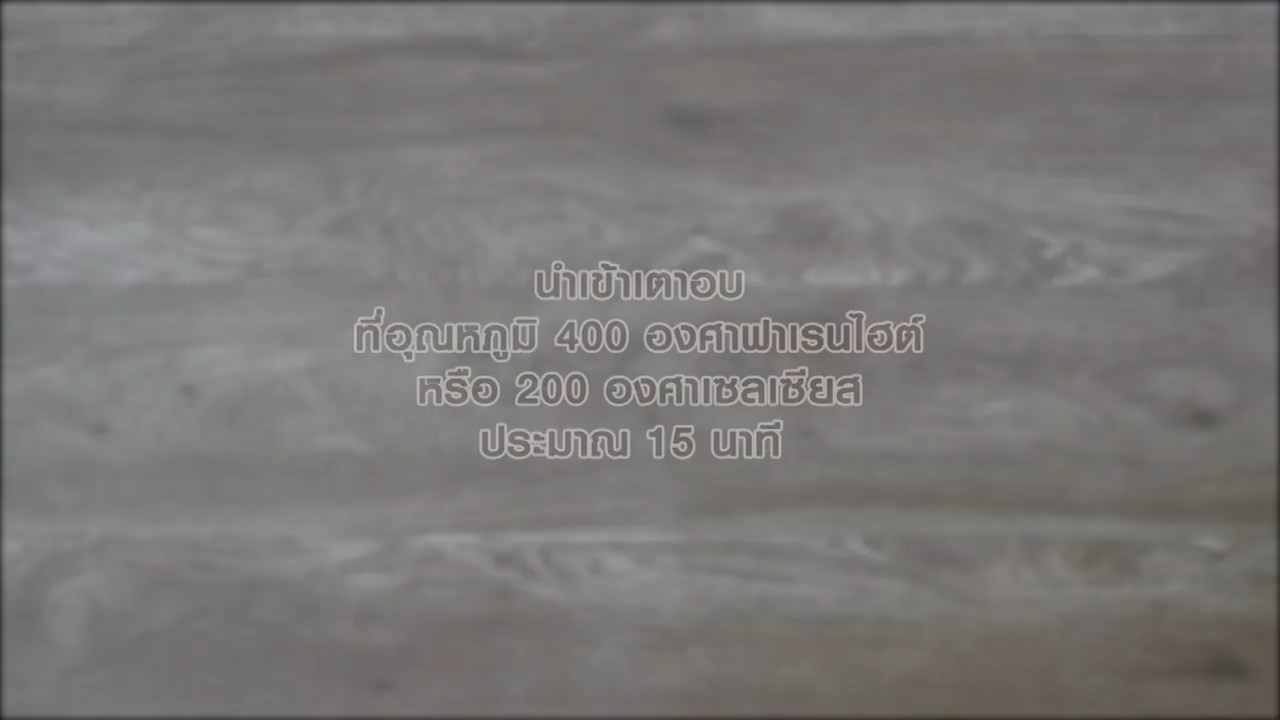 นำเข้าเตาอบ
ที่อุณหภูมิ 400 องศาฟาเรนไฮต์
หรือ 200 องศาเซลเซียส
ประมาณ 15 นาที